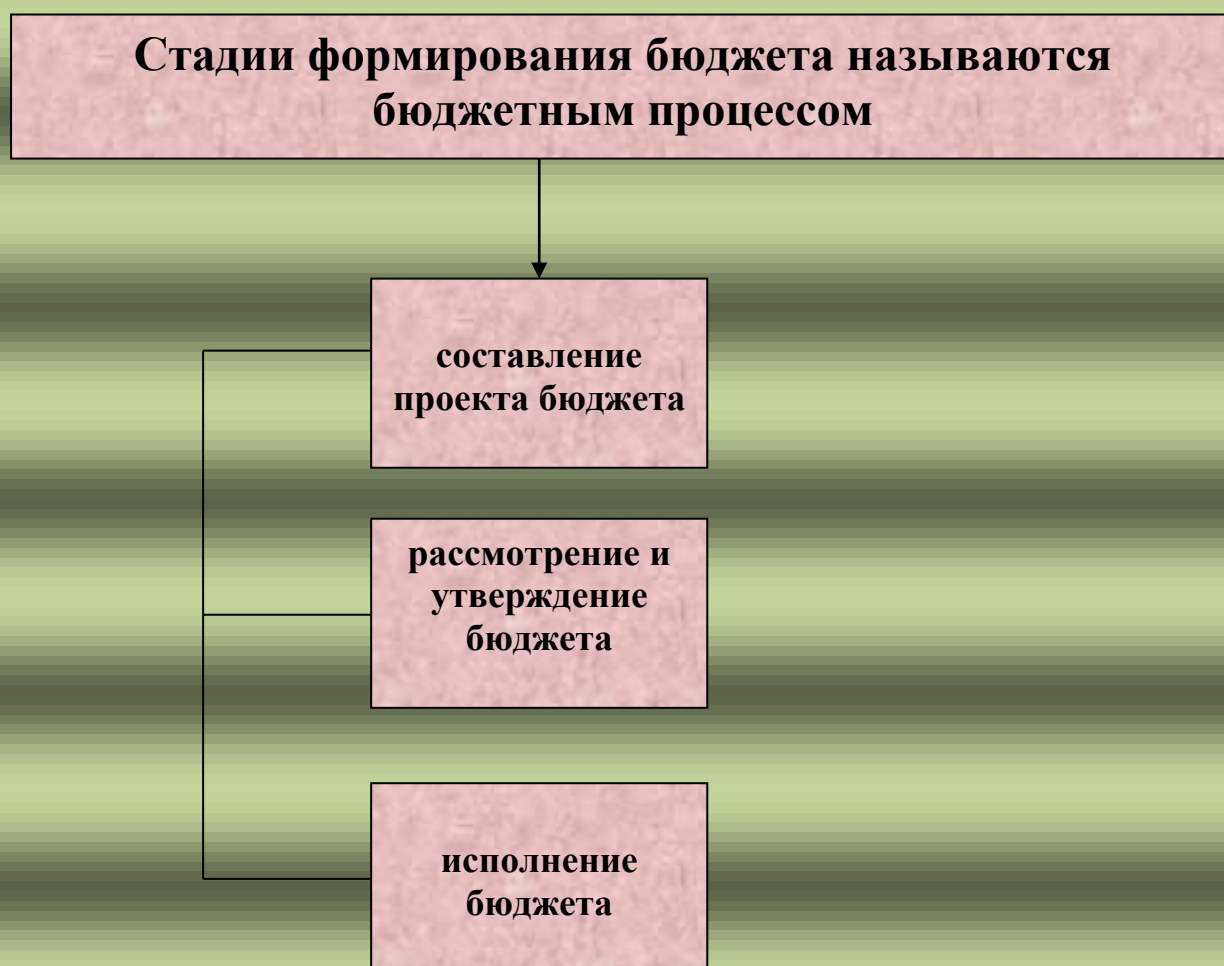 Стадии формирования бюджета называются
бюджетным процессом
составление
проекта бюджета
рассмотрение и
утверждение
бюджета
исполнение
бюджета